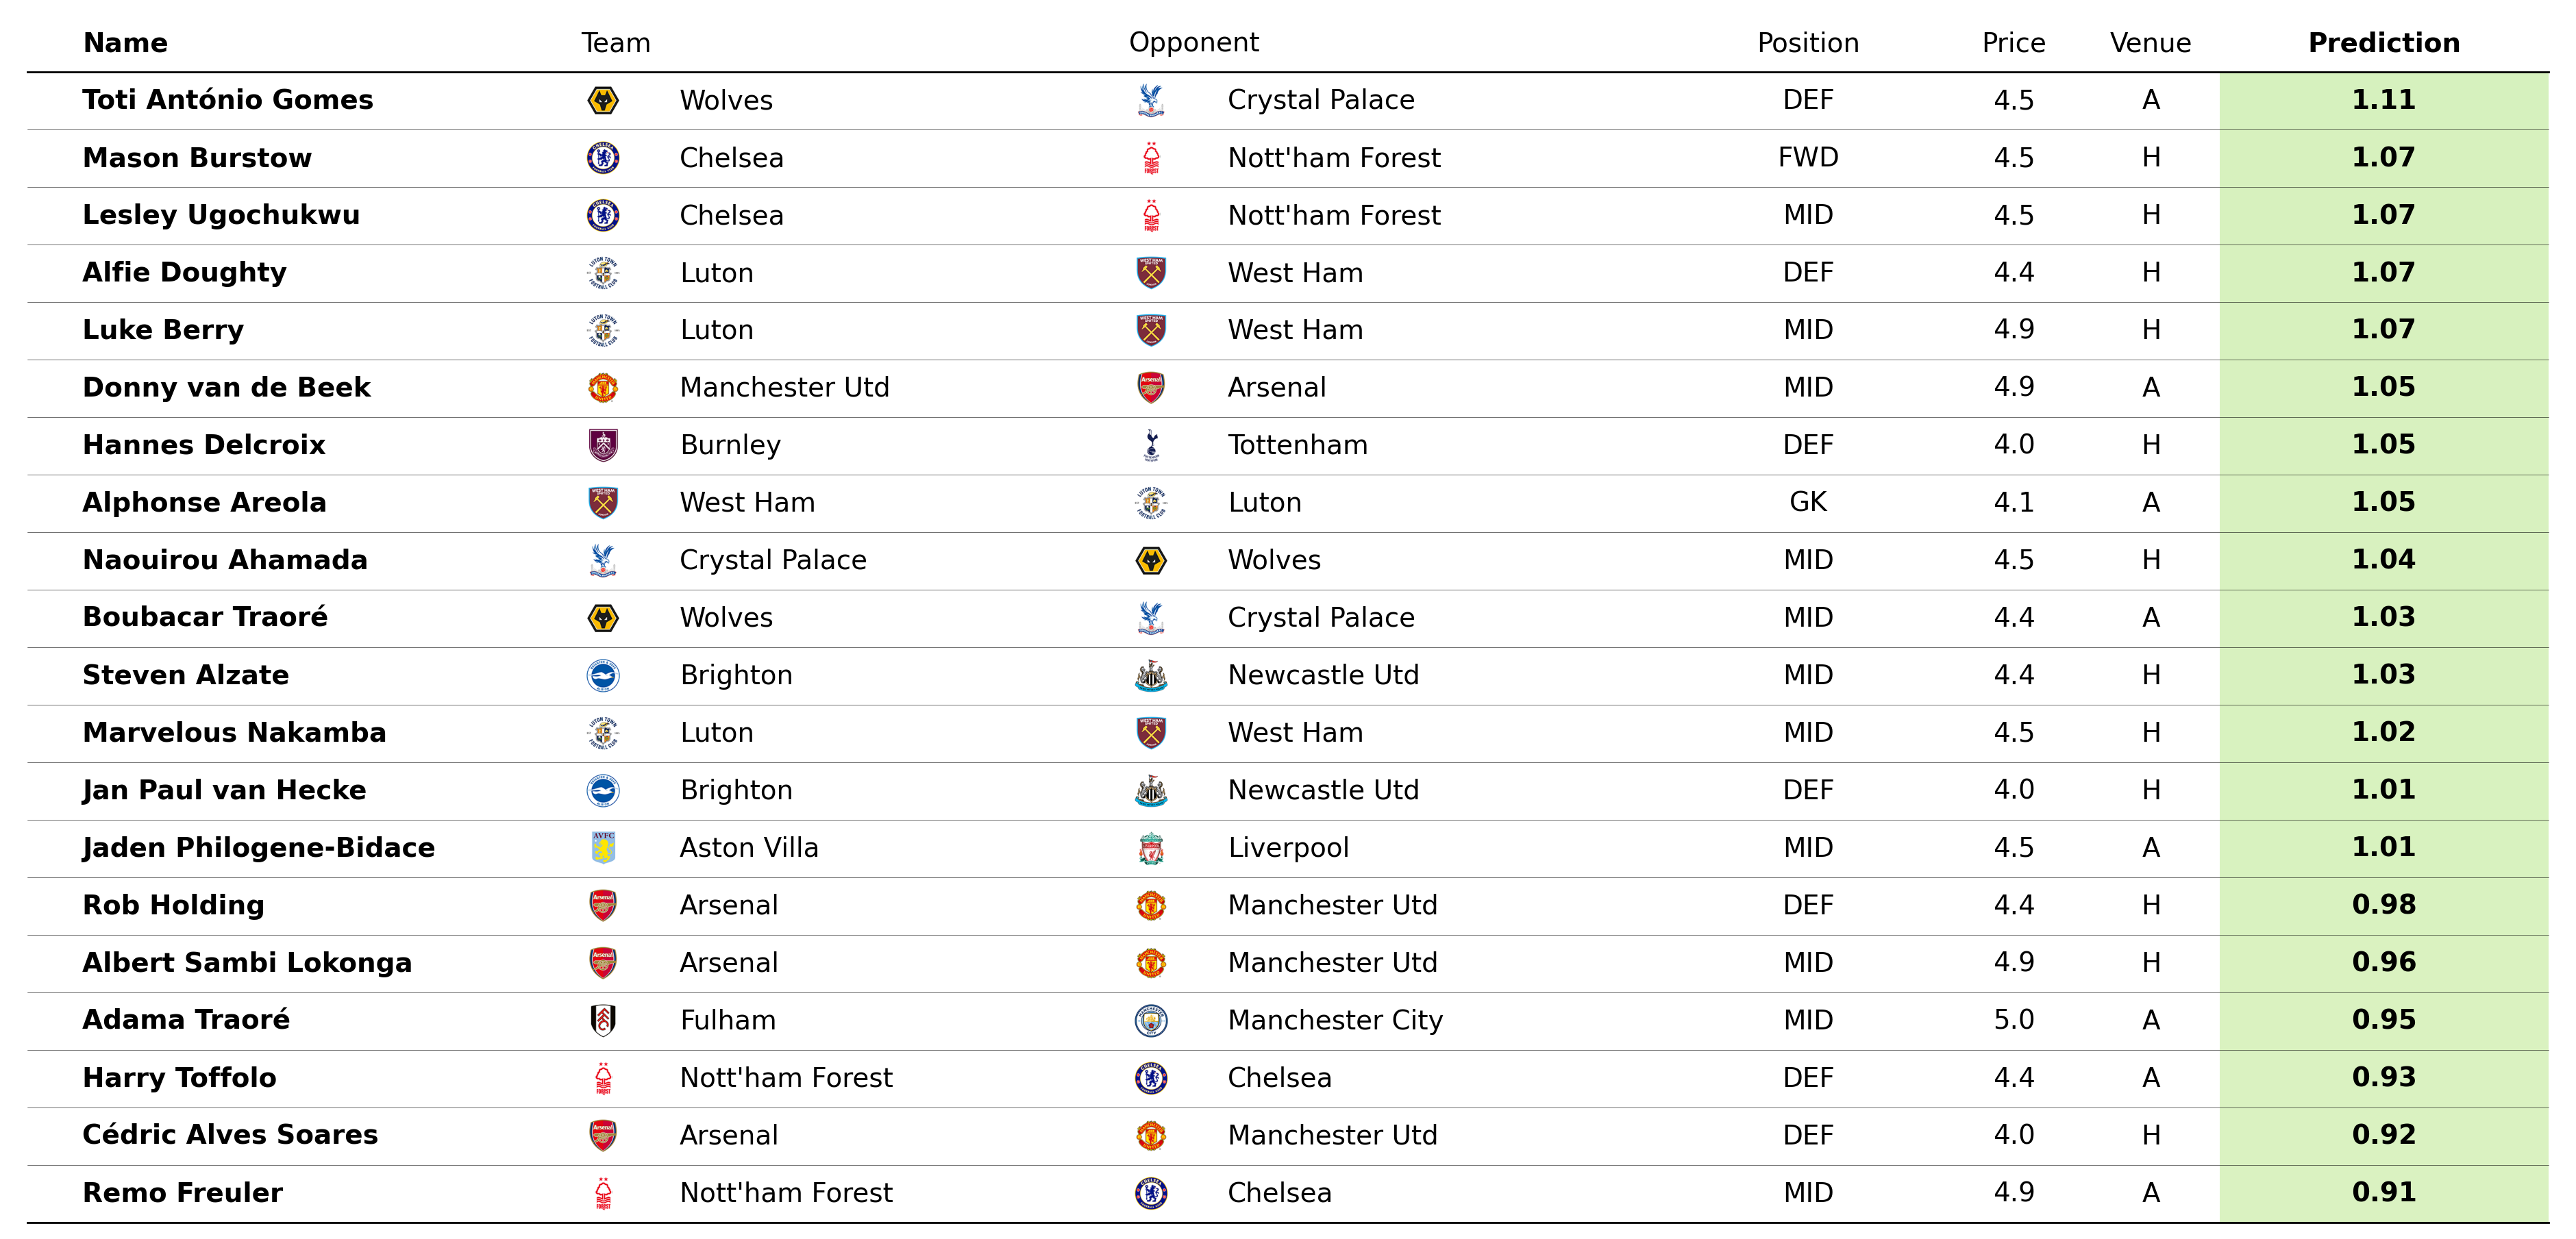 Name Team Opponent Position Price Venue Prediction
Toti António Gomes Wolves Crystal Palace DEF 4.5 A 1.11
Mason Burstow Chelsea Nott'ham Forest FWD 4.5 H 1.07
Lesley Ugochukwu Chelsea Nott'ham Forest MID 4.5 H 1.07
Alfie Doughty Luton West Ham DEF 4.4 H 1.07
Luke Berry Luton West Ham MID 4.9 H 1.07
Donny van de Beek Manchester Utd Arsenal MID 4.9 A 1.05
Hannes Delcroix Burnley Tottenham DEF 4.0 H 1.05
Alphonse Areola West Ham Luton GK 4.1 A 1.05
Naouirou Ahamada Crystal Palace Wolves MID 4.5 H 1.04
Boubacar Traoré Wolves Crystal Palace MID 4.4 A 1.03
Steven Alzate Brighton Newcastle Utd MID 4.4 H 1.03
Marvelous Nakamba Luton West Ham MID 4.5 H 1.02
Jan Paul van Hecke Brighton Newcastle Utd DEF 4.0 H 1.01
Jaden Philogene-Bidace Aston Villa Liverpool MID 4.5 A 1.01
Rob Holding Arsenal Manchester Utd DEF 4.4 H 0.98
Albert Sambi Lokonga Arsenal Manchester Utd MID 4.9 H 0.96
Adama Traoré Fulham Manchester City MID 5.0 A 0.95
Harry Toffolo Nott'ham Forest Chelsea DEF 4.4 A 0.93
Cédric Alves Soares Arsenal Manchester Utd DEF 4.0 H 0.92
Remo Freuler Nott'ham Forest Chelsea MID 4.9 A 0.91